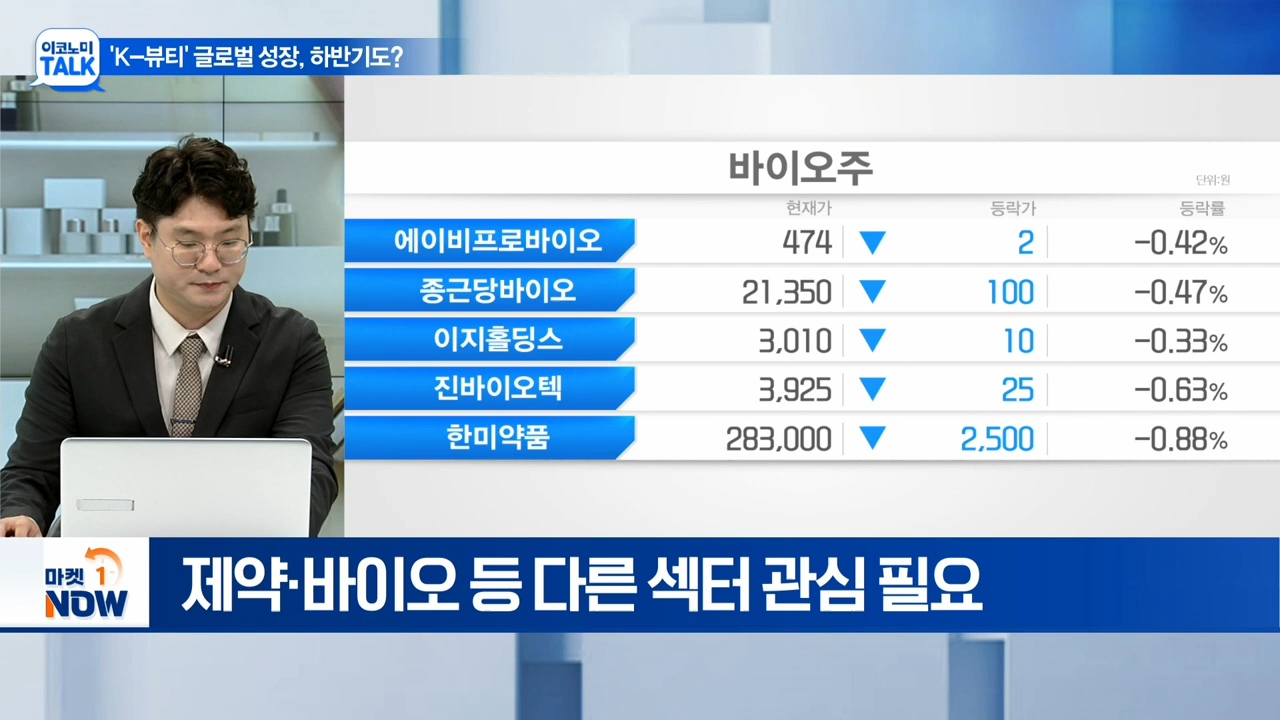 이코노미
TALK
'K-뷰티' 글로벌 성장, 하반기도?
바이오주
단위:원
현재가 등락가 등락률
에이비프로바이오 474 ▼ 2 -0.42%
종근당바이오 21,350 ▼ 100 -0.47%
이지홀딩스 3,010 ▼ 10 -0.33%
진바이오텍 3,925 ▼ 25 -0.63%
한미약품 283,000 ▼ 2,500 -0.88%
마켓 1
NOW
제약·바이오 등 다른 섹터 관심 필요